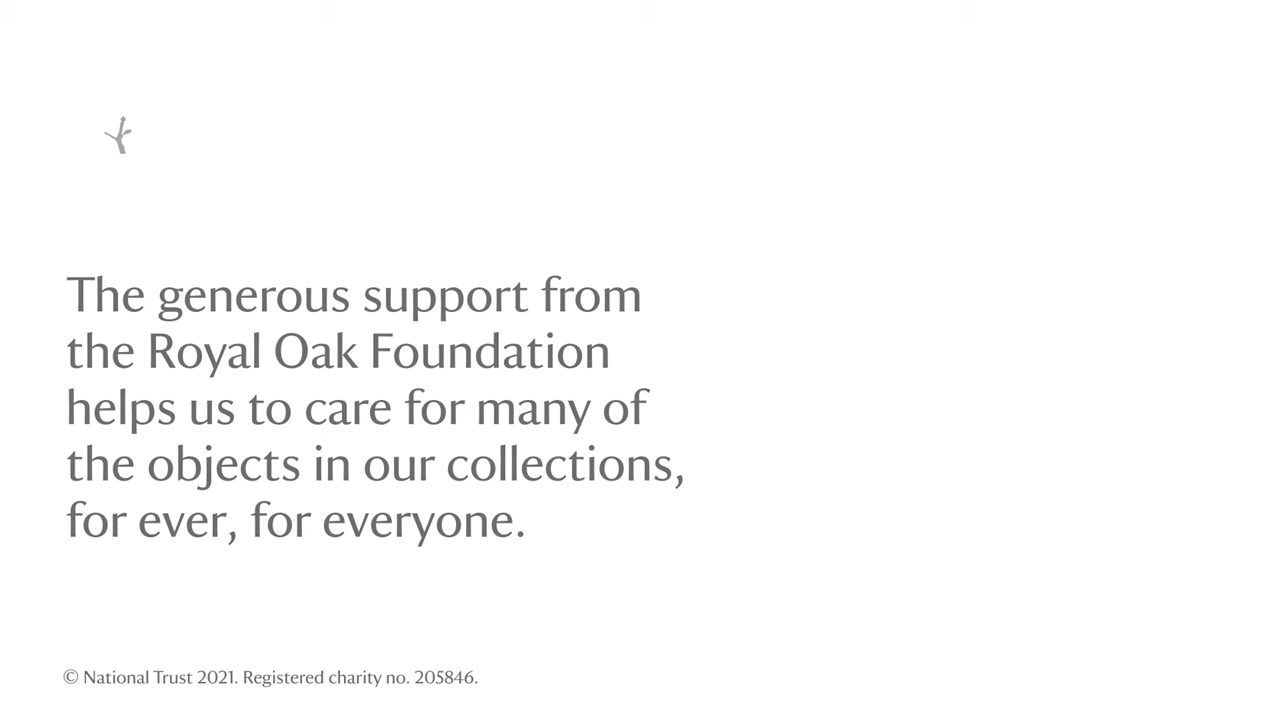 The generous support from
the Royal Oak Foundation
helps us to care for many of
the objects in our collections,
for ever, for everyone.
© National Trust 2021. Registered charity no. 205846.